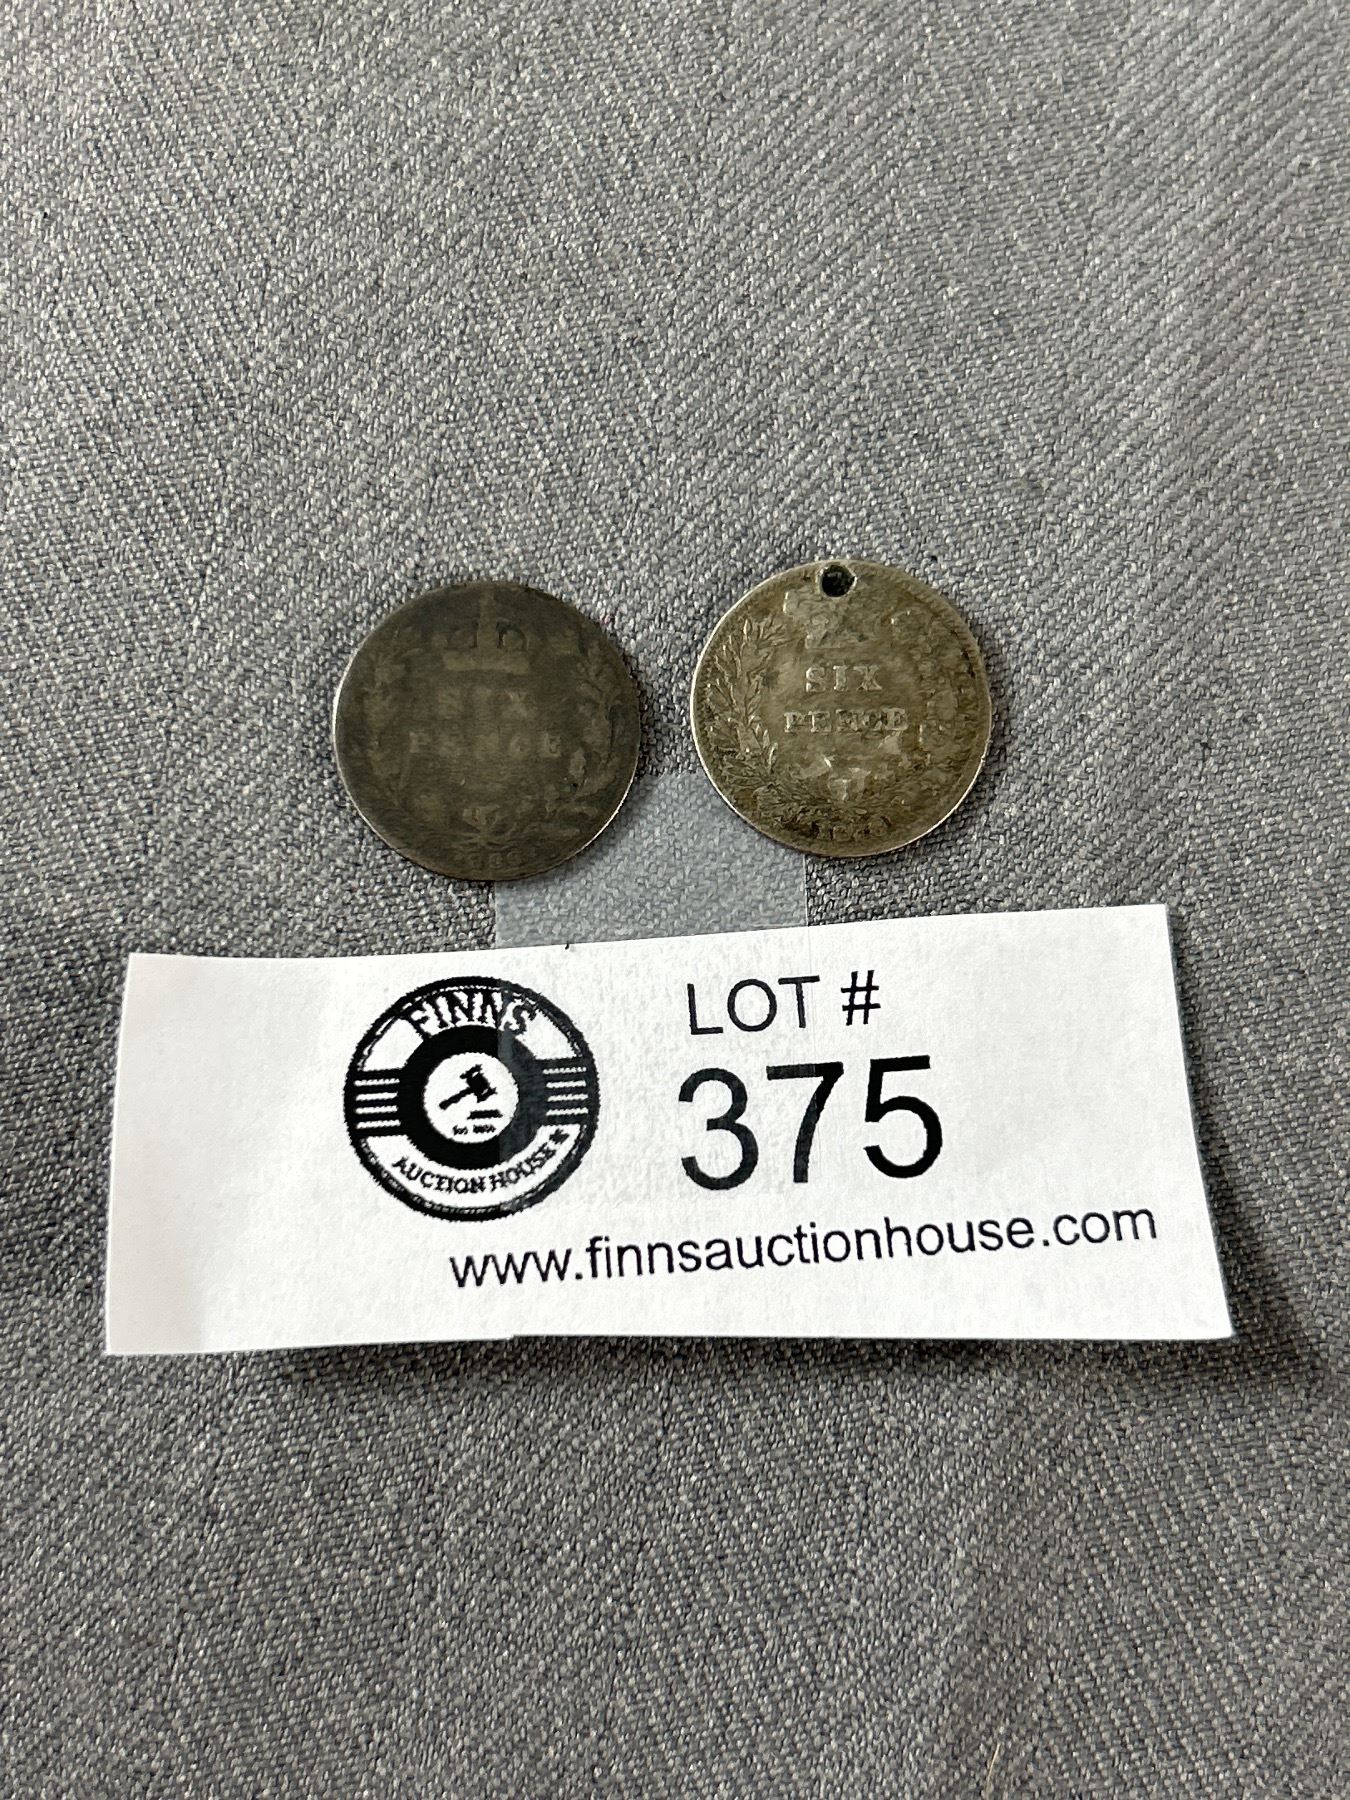 SIX
PENCE
SIX
PENCE
FINNS
AUCTION HOUSE
LOT #
375
www.finnsauctionhouse.com